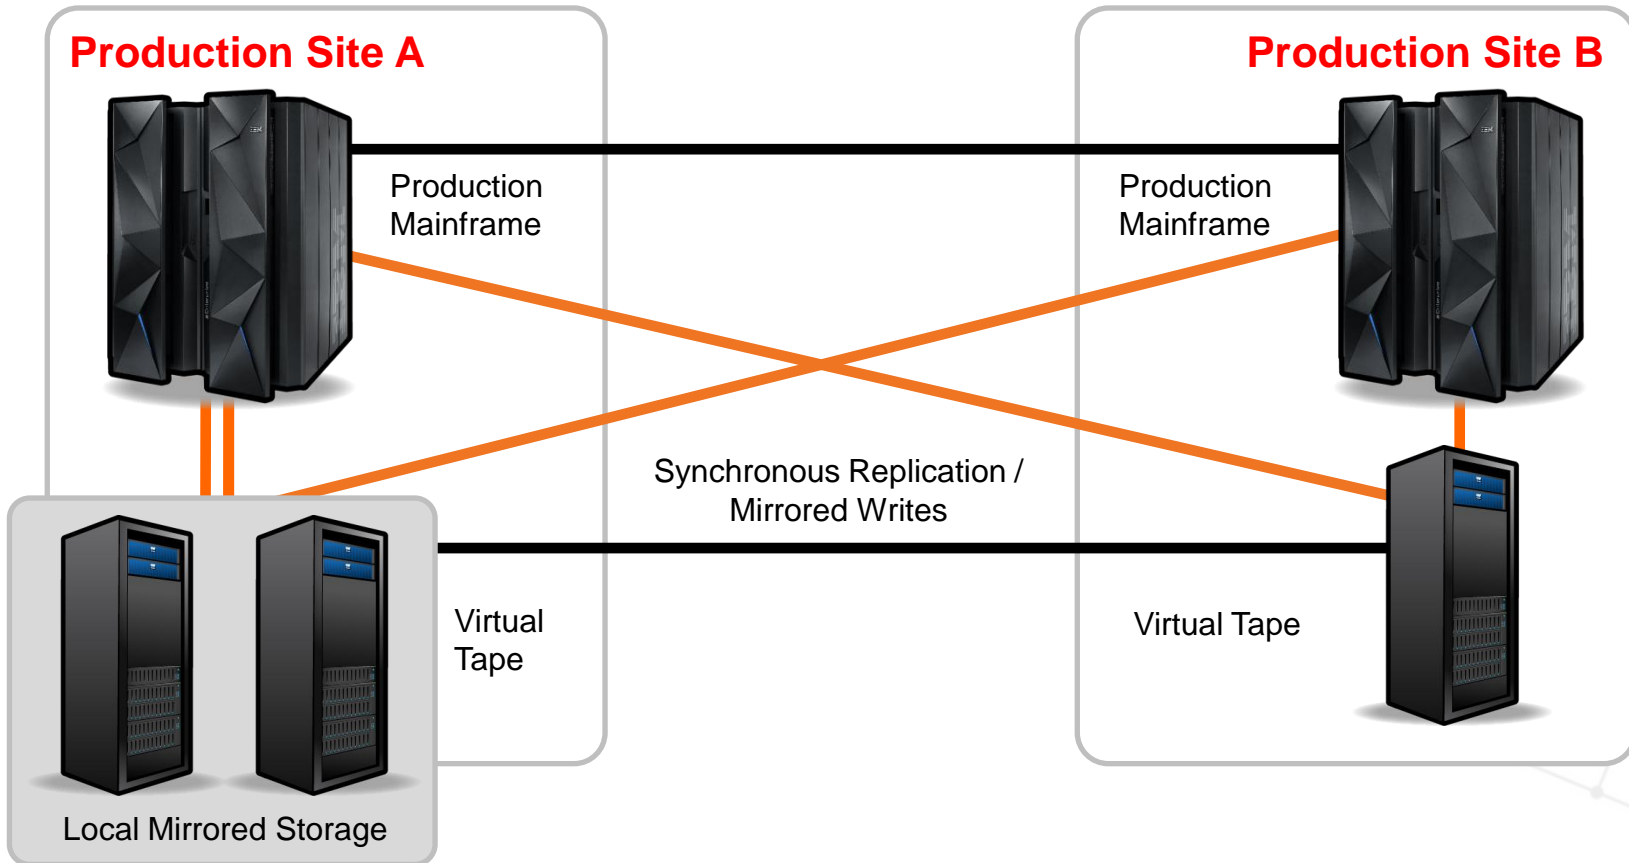 Production Site A
Production Site B
Production
Mainframe
Production
Mainframe
Synchronous Replication /
Mirrored Writes
Virtual
Tape
Virtual Tape
Local Mirrored Storage